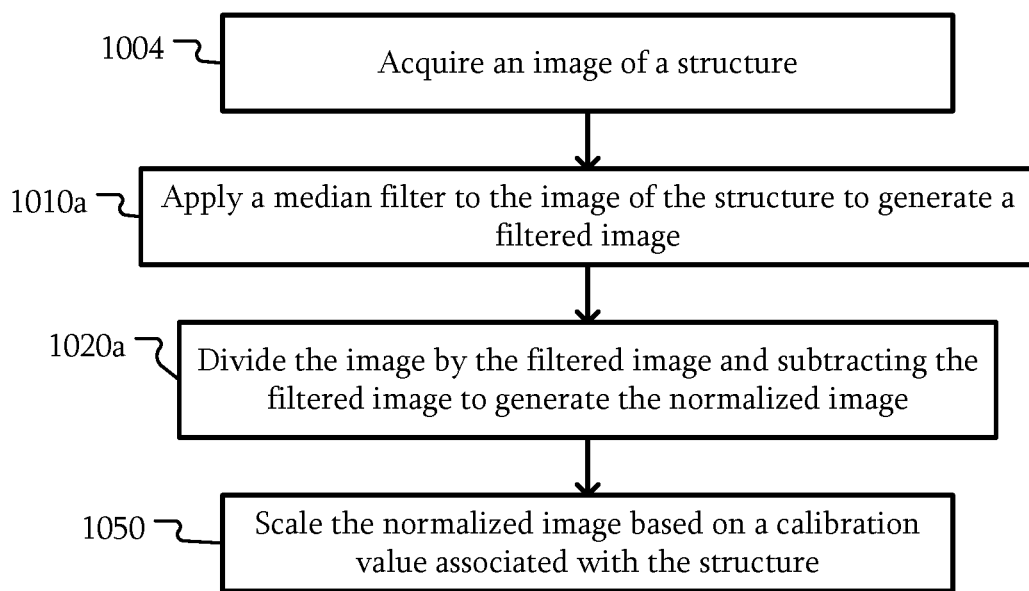 1004
Acquire an image of a structure
1010a
Apply a median filter to the image of the structure to generate a
filtered image
1020a
Divide the image by the filtered image and subtracting the
filtered image to generate the normalized image
1050
Scale the normalized image based on a calibration
value associated with the structure